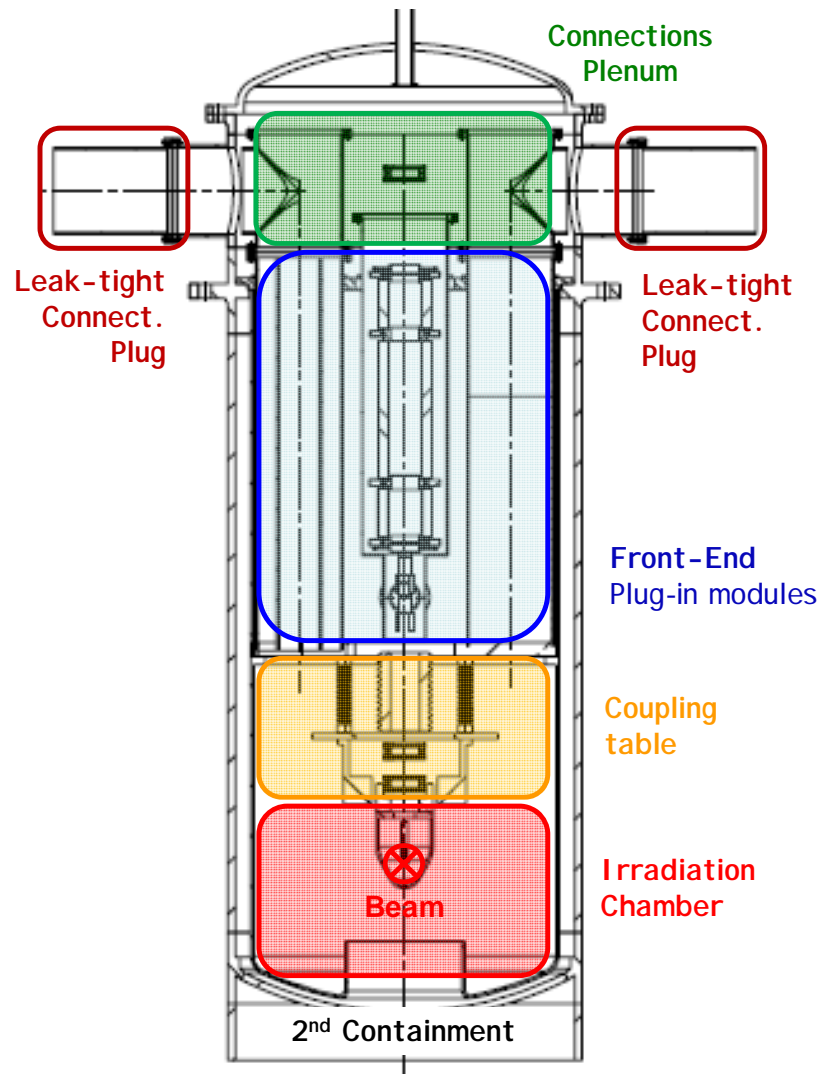 Connections
Plenum
Leak-tight
Connect.
Plug
Leak-tight
Connect.
Plug
Front-End
Plug-in modules
Coupling
table
Irradiation
Chamber
Beam
2nd Containment